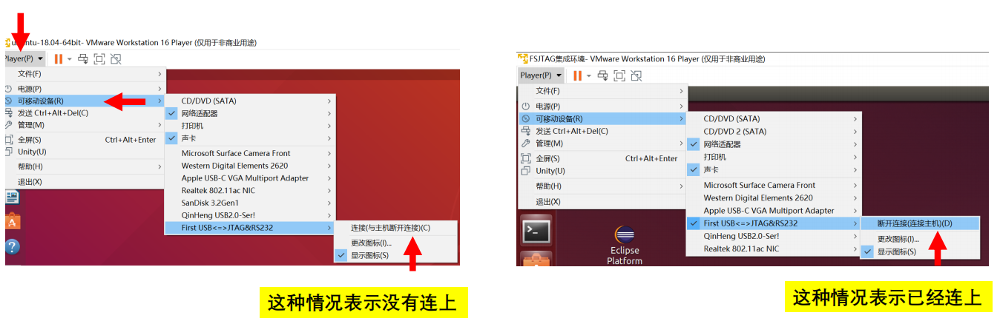 ubuntu-18.04-64bit- VMware Workstation 16 Player (仅用于非商业用途)
Player(P)
文件(F)
电源(P)
可移动设备(R)
发送 Ctrl+Alt+Del(C)
管理(M)
全屏(S) Ctrl+Alt+Enter
Unity(U)
帮助(H)
退出(X)
CD/DVD (SATA)
网络适配器
打印机
声卡
Microsoft Surface Camera Front
Western Digital Elements 2620
Apple USB-C VGA Multiport Adapter
Realtek 802.11ac NIC
SanDisk 3.2Gen1
QinHeng USB2.0-Ser!
First USB<=>JTAG&RS232
连接(与主机断开连接)(C)
更改图标(I)...
显示图标(S)
这种情况表示没有连上
FSJTAG集成环境- VMware Workstation 16 Player (仅用于非商业用途)
Player(P)
文件(F)
电源(P)
可移动设备(R)
发送 Ctrl+Alt+Del(C)
管理(M)
全屏(S) Ctrl+Alt+Enter
Unity(U)
帮助(H)
退出(X)
CD/DVD (SATA)
CD/DVD 2 (SATA)
网络适配器
打印机
声卡
Microsoft Surface Camera Front
Western Digital Elements 2620
Apple USB-C VGA Multiport Adapter
First USB<=>JTAG&RS232
QinHeng USB2.0-Ser!
Realtek 802.11ac NIC
断开连接(连接主机)(D)
更改图标(I)...
显示图标(S)
Eclipse
Platform
这种情况表示已经连上